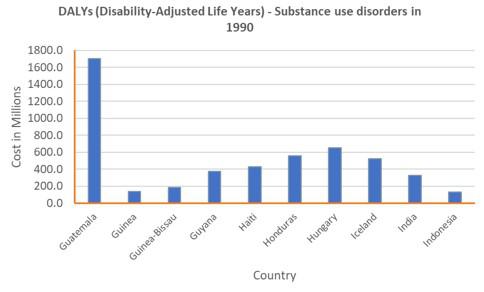 DALYs (Disability-Adjusted Life Years) - Substance use disorders in
1990
1800.0
1600.0
1400.0
1200.0
1000.0
800.0
600.0
400.0
200.0
0.0
Cost in Millions
Guatemala
Guinea
Guinea-Bissau
Guyana
Haiti
Honduras
Hungary
Iceland
India
Indonesia
Country